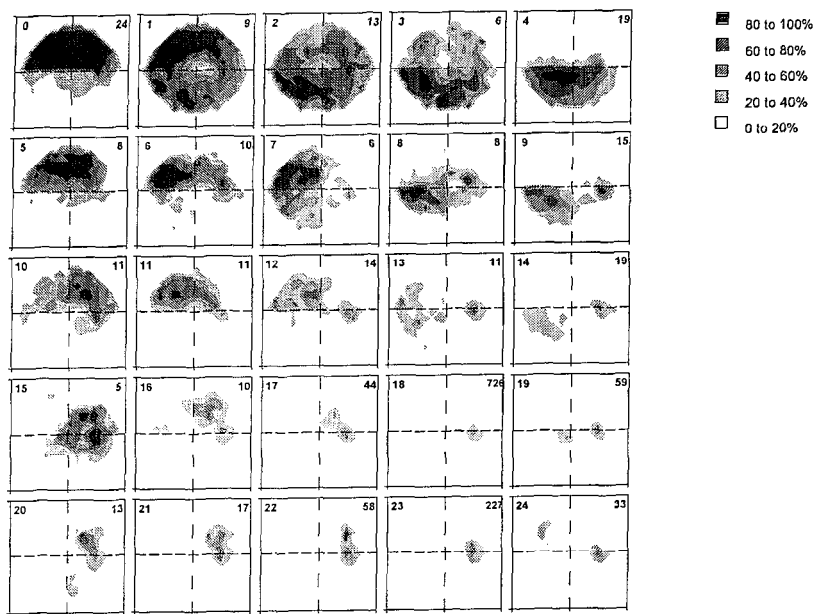 0 24 1 9 2 13 3 6 4 19
80 to 100%
60 to 80%
40 to 60%
20 to 40%
0 to 20%
5 8 6 10 7 6 8 8 9 15
10 11 11 11 12 14 13 11 14 19
15 5 16 10 17 44 18 726 19 59
20 13 21 17 22 58 23 227 24 33